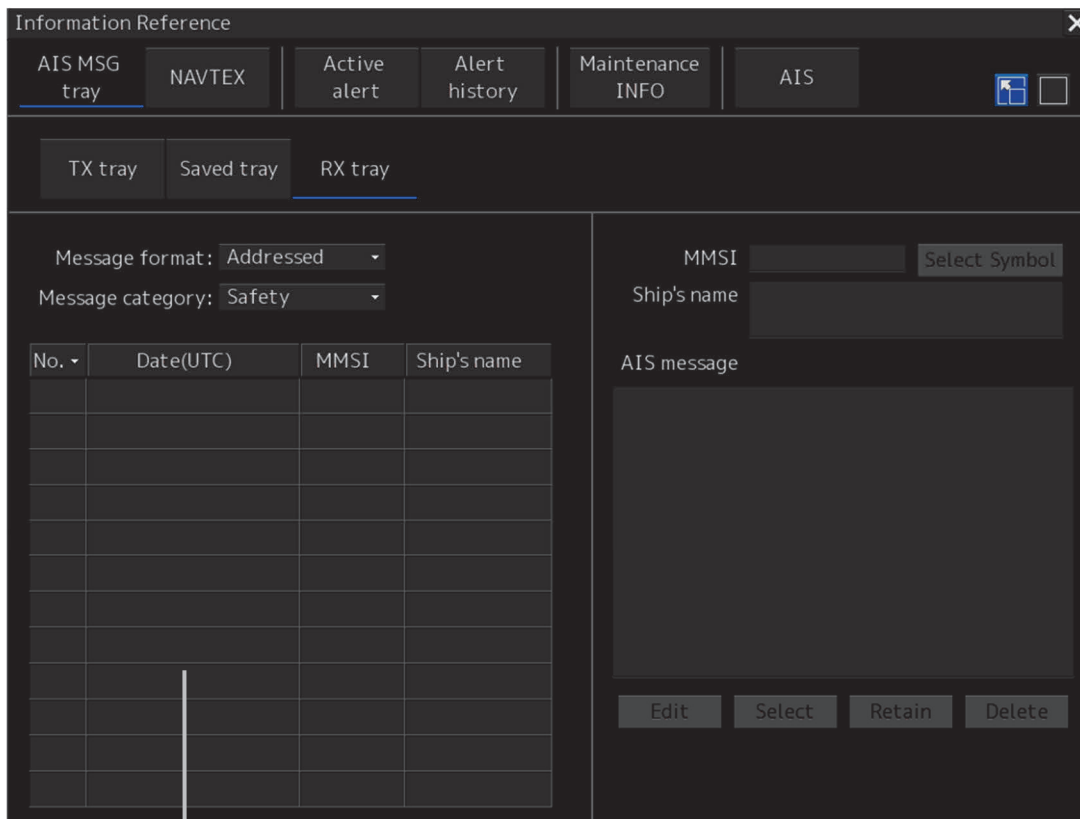 Information Reference
AIS MSG
tray
NAVTEX
Active
alert
Alert
history
Maintenance
INFO
AIS
TX tray
Saved tray
RX tray
Message format: Addressed
Message category: Safety
No. Date(UTC) MMSI Ship's name
MMSI
Select Symbol
Ship's name
AIS message
Edit Select Retain Delete